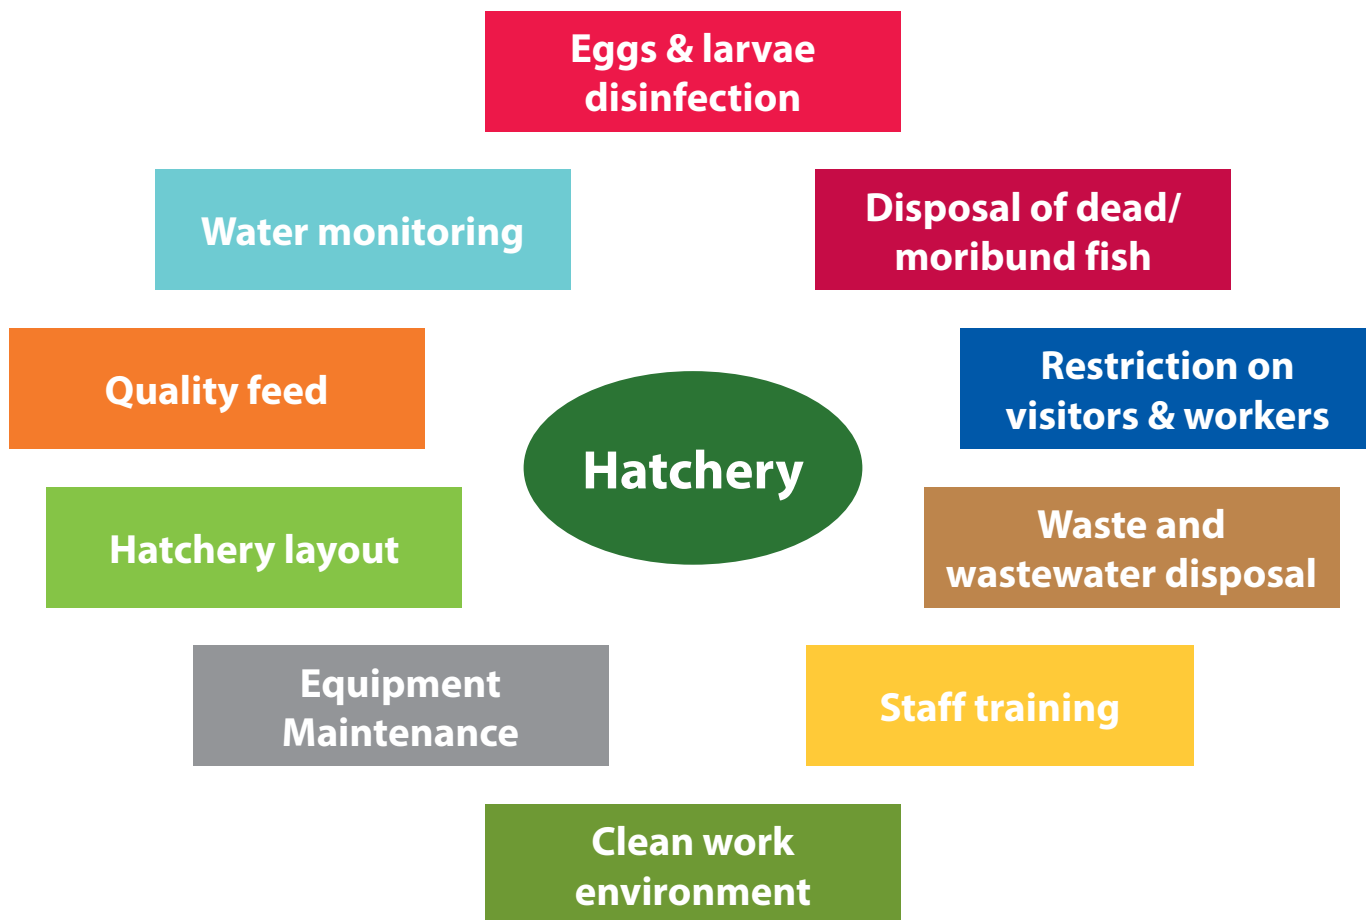 Eggs & larvae
disinfection
Water monitoring
Disposal of dead/
moribund fish
Quality feed
Restriction on
visitors & workers
Hatchery
Hatchery layout
Waste and
wastewater disposal
Equipment
Maintenance
Staff training
Clean work
environment